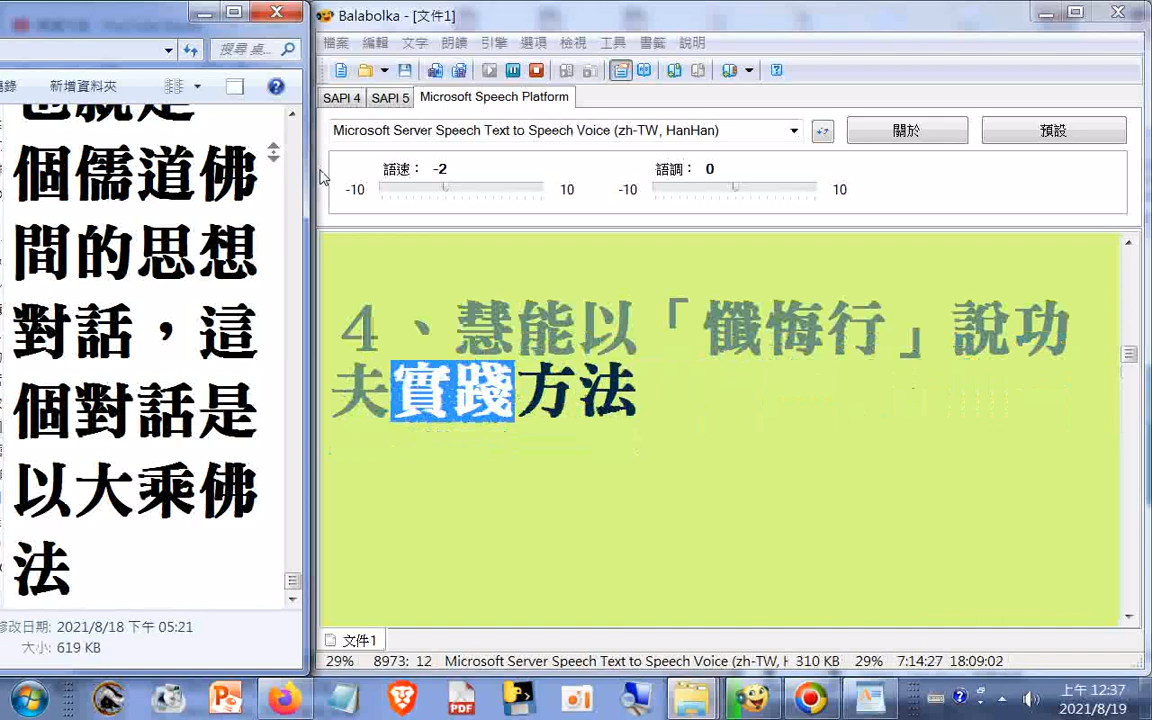 搜尋 桌...
新增資料夾
個儒道佛
間的思想
對話，這
個對話是
以大乘佛
法
修改日期: 2021/8/18 下午 05:21
大小: 619 KB
Balabolka - [文件1]
檔案 編輯 文字 朗讀 引擎 選項 檢視 工具 書籤 說明
SAPI 4 SAPI 5 Microsoft Speech Platform
Microsoft Server Speech Text to Speech Voice (zh-TW, HanHan) 關於 預設
語速： -2 語調： 0
-10 10 -10 10
４、慧能以「懺悔行」說功
夫實踐方法
文件1
29% 8973: 12 Microsoft Server Speech Text to Speech Voice (zh-TW, H 310 KB 29% 7:14:27 18:09:02
上午 12:37
2021/8/19